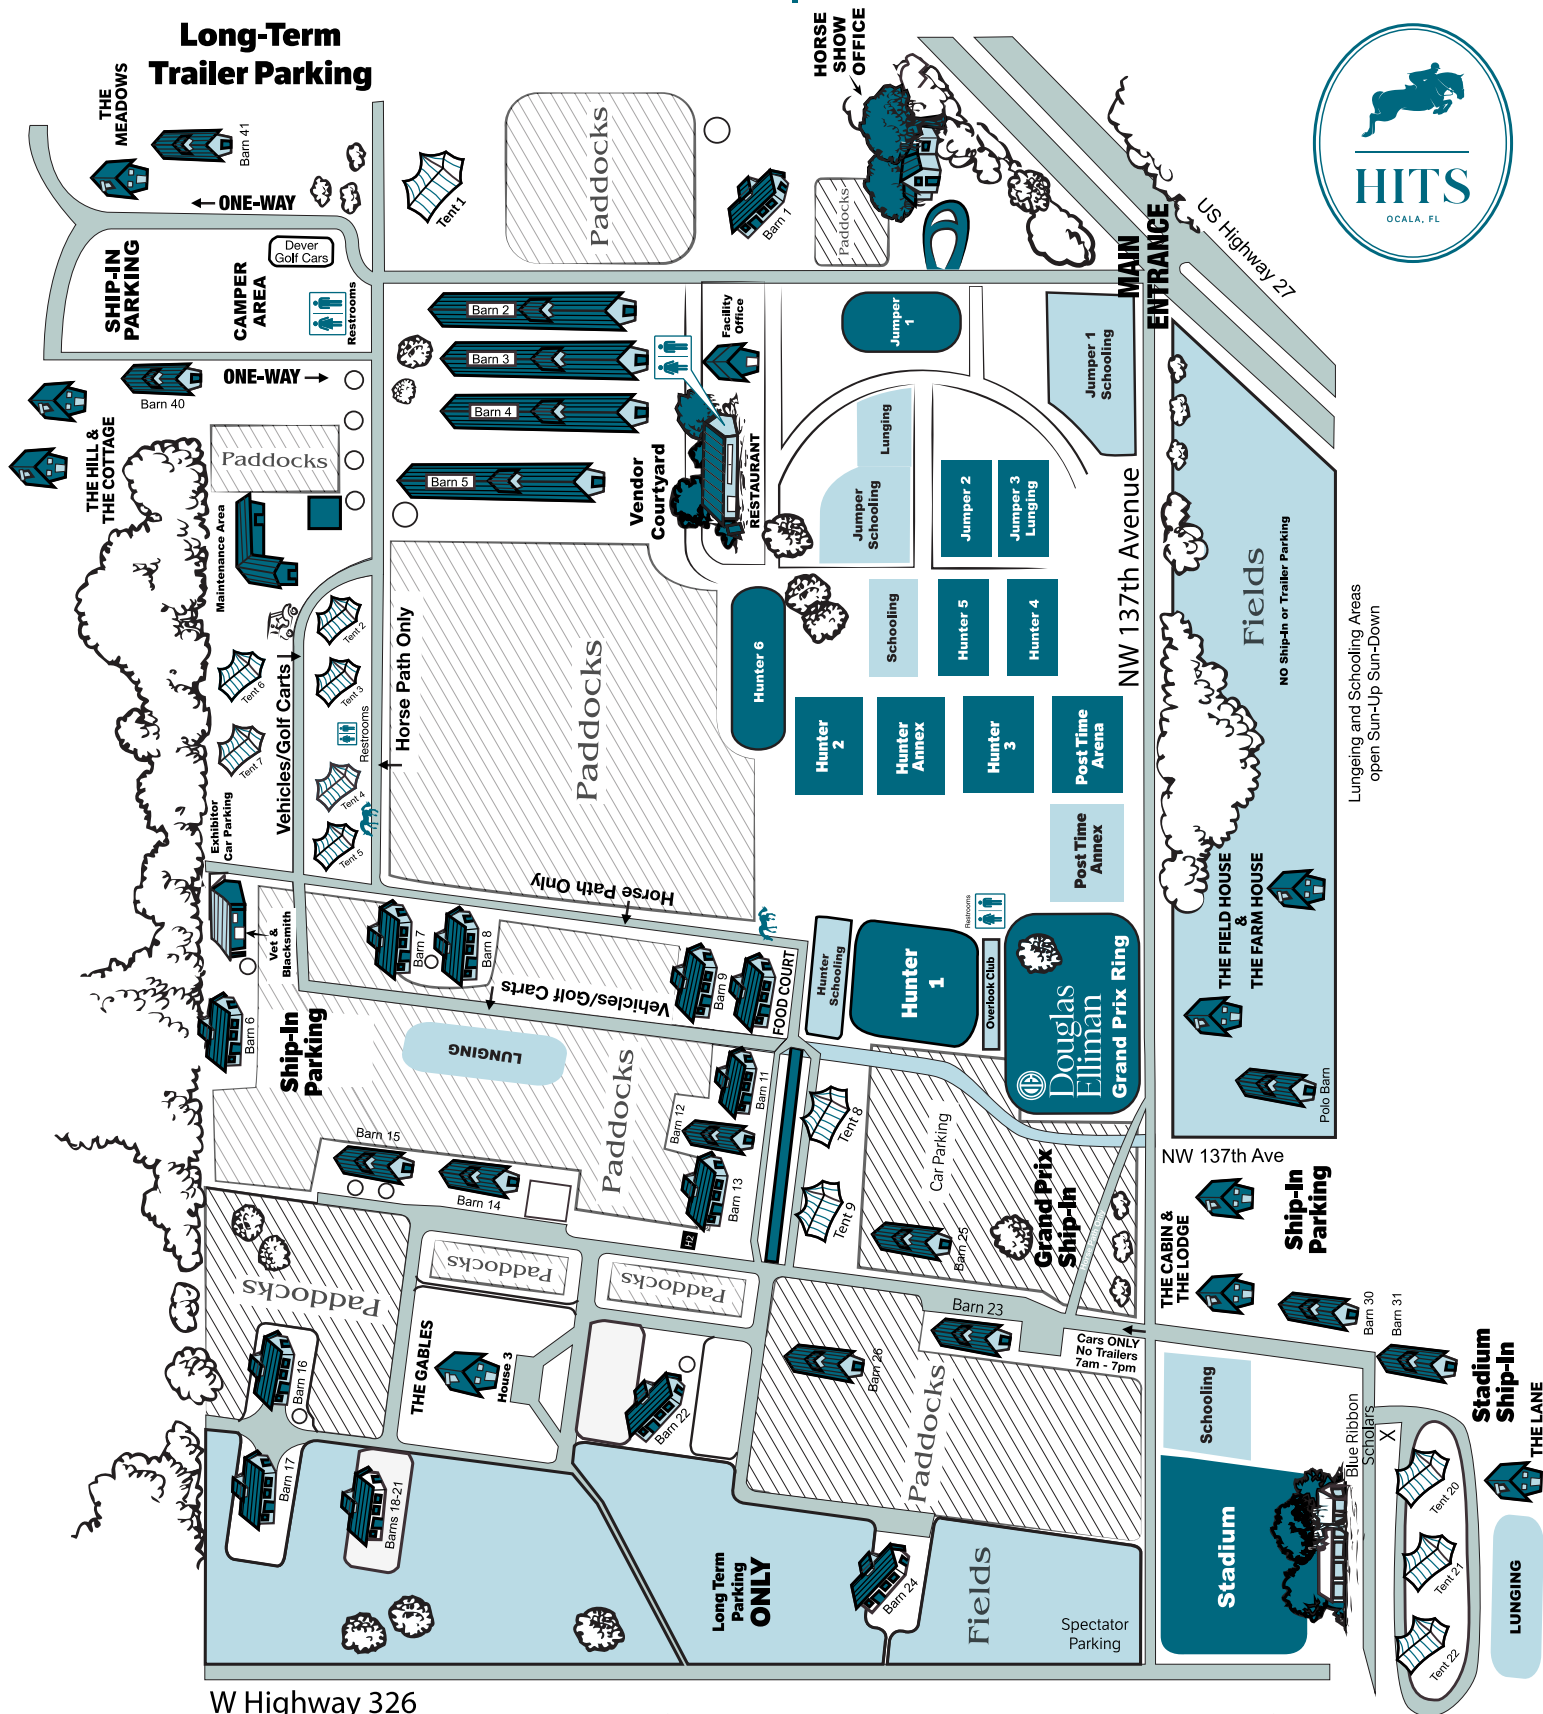 Long-Term
Trailer Parking
THE
MEADOWS
Barn 41
← ONE-WAY
Dever
Golf Cars
SHIP-IN
PARKING
CAMPER
AREA
Restrooms
Tent 1
Paddocks
Barn 1
HORSE
SHOW
OFFICE
Paddocks
MAIN
ENTRANCE
US Highway 27
HITS
OCALA, FL
Barn 40
ONE-WAY →
THE HILL &
THE COTTAGE
Paddocks
Maintenance Area
Barn 2
Barn 3
Barn 4
Barn 5
Facility
Office
Vendor
Courtyard
RESTAURANT
Jumper
1
Jumper 1
Schooling
Lunging
Jumper
Schooling
Jumper 2
Jumper 3
Lunging
NW 137th Avenue
Schooling
Hunter 5
Hunter 4
Hunter 6
Hunter
2
Hunter
Annex
Hunter
3
Post Time
Arena
Post Time
Annex
Fields
NO Ship-In or Trailer Parking
Lungeing and Schooling Areas
open Sun-Up Sun-Down
Tent 2
Tent 3
Tent 6
Tent 7
Restrooms
Tent 4
Tent 5
Vehicles/Golf Carts
Horse Path Only
Paddocks
Exhibitor
Car Parking
Vet &
Blacksmith
Barn 6
Ship-In
Parking
Barn 7
Barn 8
Horse Path Only
Vehicles/Golf Carts
Barn 9
FOOD COURT
LUNGING
Paddocks
Barn 11
Barn 12
Barn 13
H2
Barn 15
Barn 14
Hunter
Schooling
Hunter
1
Overlook Club
Restrooms
Douglas
Elliman
Grand Prix Ring
THE FIELD HOUSE
&
THE FARM HOUSE
Polo Barn
NW 137th Ave
Tent 8
Tent 9
Car Parking
Barn 25
Grand Prix
Ship-In
THE CABIN &
THE LODGE
Ship-In
Parking
Barn 30
Barn 31
Paddocks
Paddocks
Paddocks
THE GABLES
House 3
Barn 16
Barn 17
Barns 18-21
Barn 22
Barn 26
Barn 23
Paddocks
Cars ONLY
No Trailers
7am - 7pm
Schooling
Stadium
Blue Ribbon
Scholars
X
Stadium
Ship-In
THE LANE
Tent 20
Tent 21
Tent 22
LUNGING
Long Term
Parking
ONLY
Barn 24
Fields
Spectator
Parking
W Highway 326